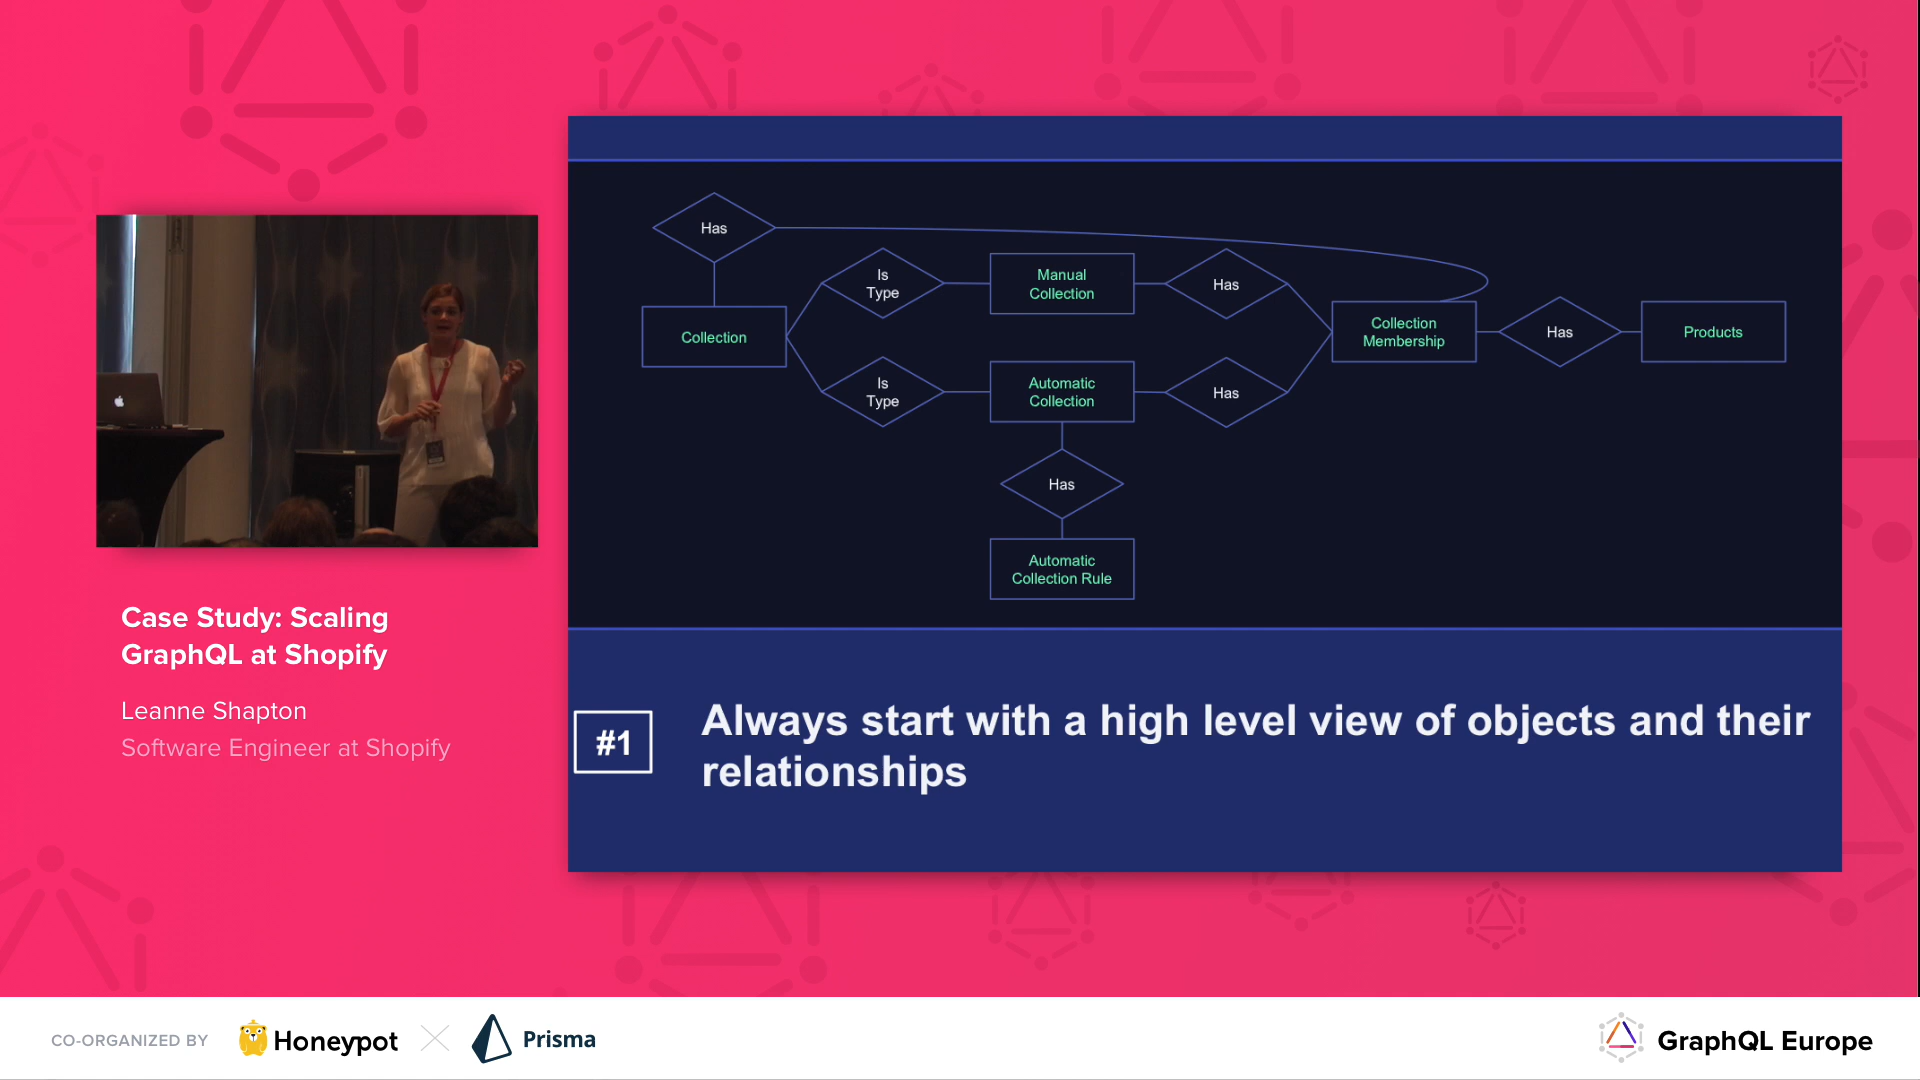 Has
Is
Type
Manual
Collection
Has
Collection
Collection
Membership
Has
Products
Is
Type
Automatic
Collection
Has
Has
Automatic
Collection Rule
#1
Always start with a high level view of objects and their
relationships
Case Study: Scaling
GraphQL at Shopify
Leanne Shapton
Software Engineer at Shopify
CO-ORGANIZED BY
Honeypot
Prisma
GraphQL Europe